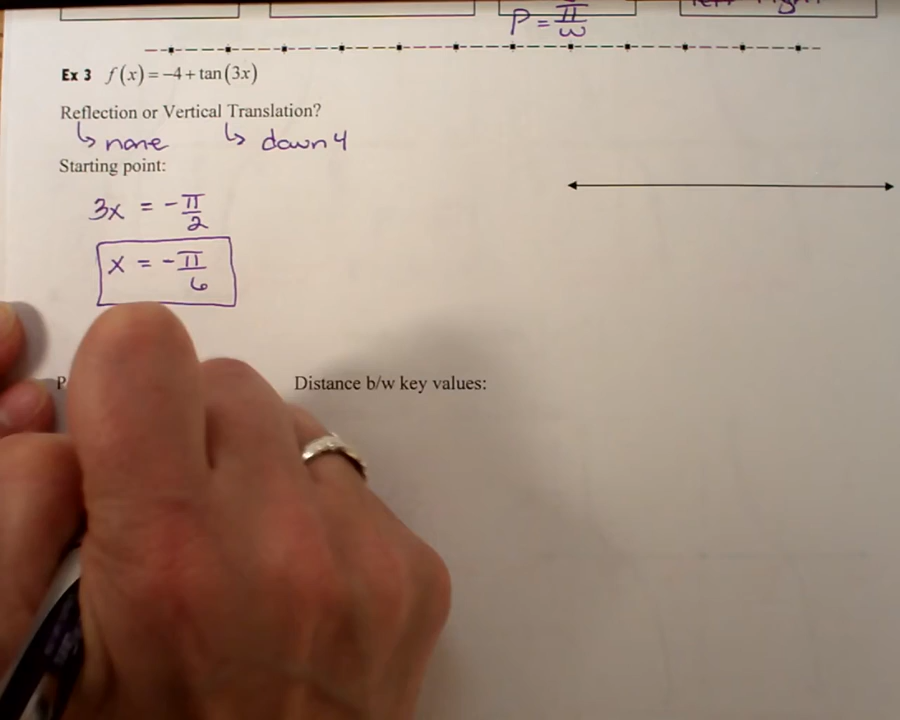 P = π/ω
Ex 3 f(x) = −4 + tan(3x)
Reflection or Vertical Translation?
↳ none ↳ down 4
Starting point:
3x = −π/2
x = −π/6
P
Distance b/w key values: